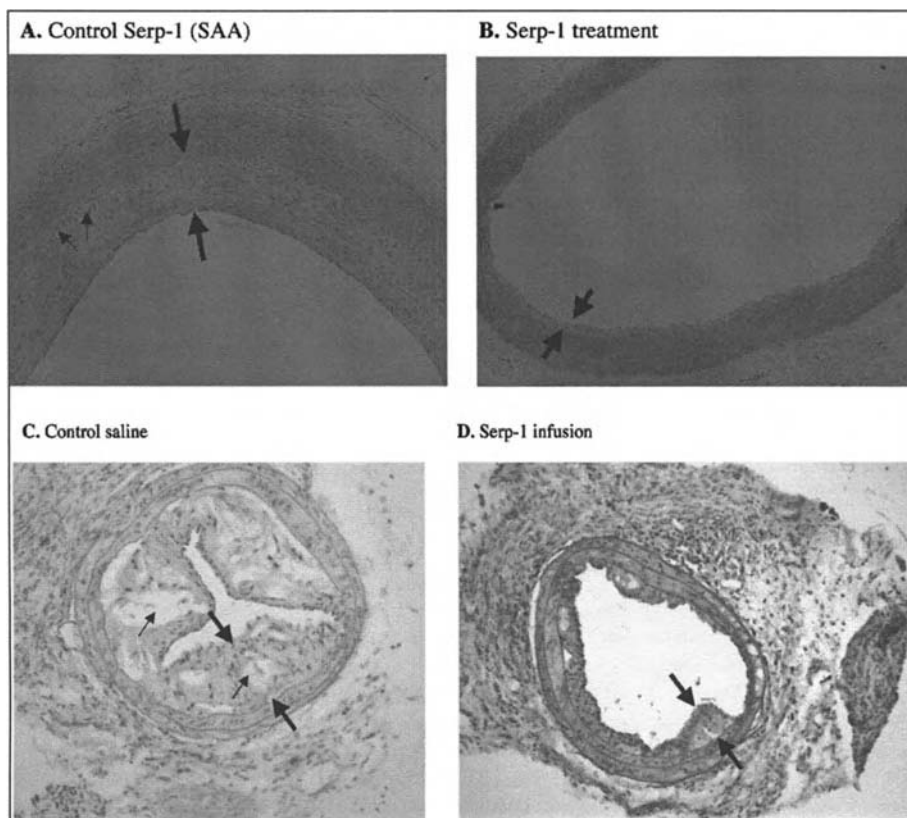 A. Control Serp-1 (SAA)
B. Serp-1 treatment
C. Control saline
D. Serp-1 infusion